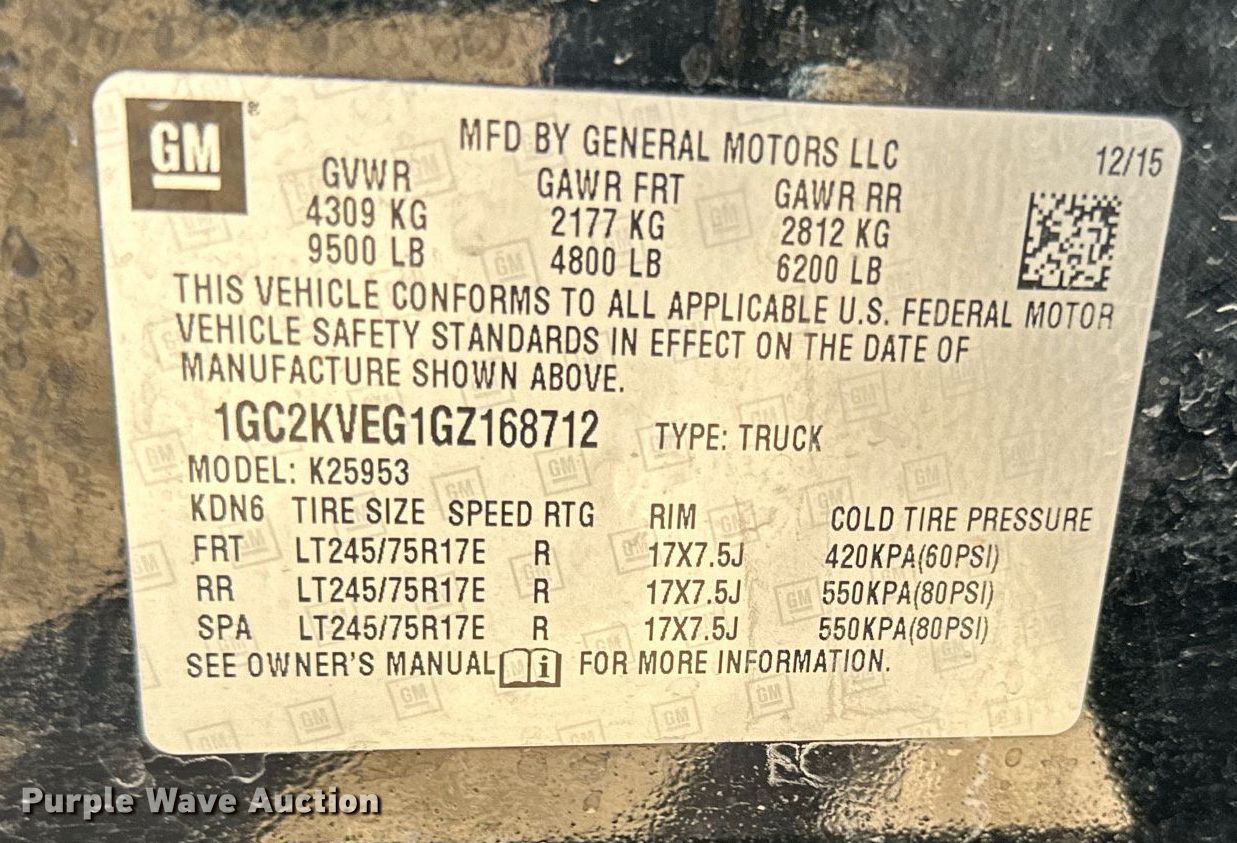 GM
MFD BY GENERAL MOTORS LLC 12/15
GVWR GAWR FRT GAWR RR
4309 KG 2177 KG 2812 KG
9500 LB 4800 LB 6200 LB
THIS VEHICLE CONFORMS TO ALL APPLICABLE U.S. FEDERAL MOTOR
VEHICLE SAFETY STANDARDS IN EFFECT ON THE DATE OF
MANUFACTURE SHOWN ABOVE.
1GC2KVEG1GZ168712 TYPE: TRUCK
MODEL: K25953
KDN6 TIRE SIZE SPEED RTG RIM COLD TIRE PRESSURE
FRT LT245/75R17E R 17X7.5J 420KPA(60PSI)
RR LT245/75R17E R 17X7.5J 550KPA(80PSI)
SPA LT245/75R17E R 17X7.5J 550KPA(80PSI)
SEE OWNER'S MANUAL i FOR MORE INFORMATION.
Purple Wave Auction